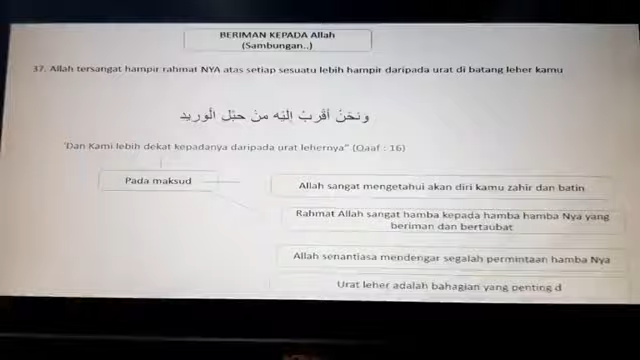 BERIMAN KEPADA Allah
(Sambungan..)
37. Allah tersangat hampir rahmat NYA atas setiap sesuatu lebih hampir daripada urat di batang leher kamu
وَنَحْنُ أَقْرَبُ إِلَيْهِ مِنْ حَبْلِ الْوَرِيدِ
'Dan Kami lebih dekat kepadanya daripada urat lehernya" (Qaaf : 16)
Pada maksud
Allah sangat mengetahui akan diri kamu zahir dan batin
Rahmat Allah sangat hamba kepada hamba hamba Nya yang
beriman dan bertaubat
Allah senantiasa mendengar segalah permintaan hamba Nya
Urat leher adalah bahagian yang penting d